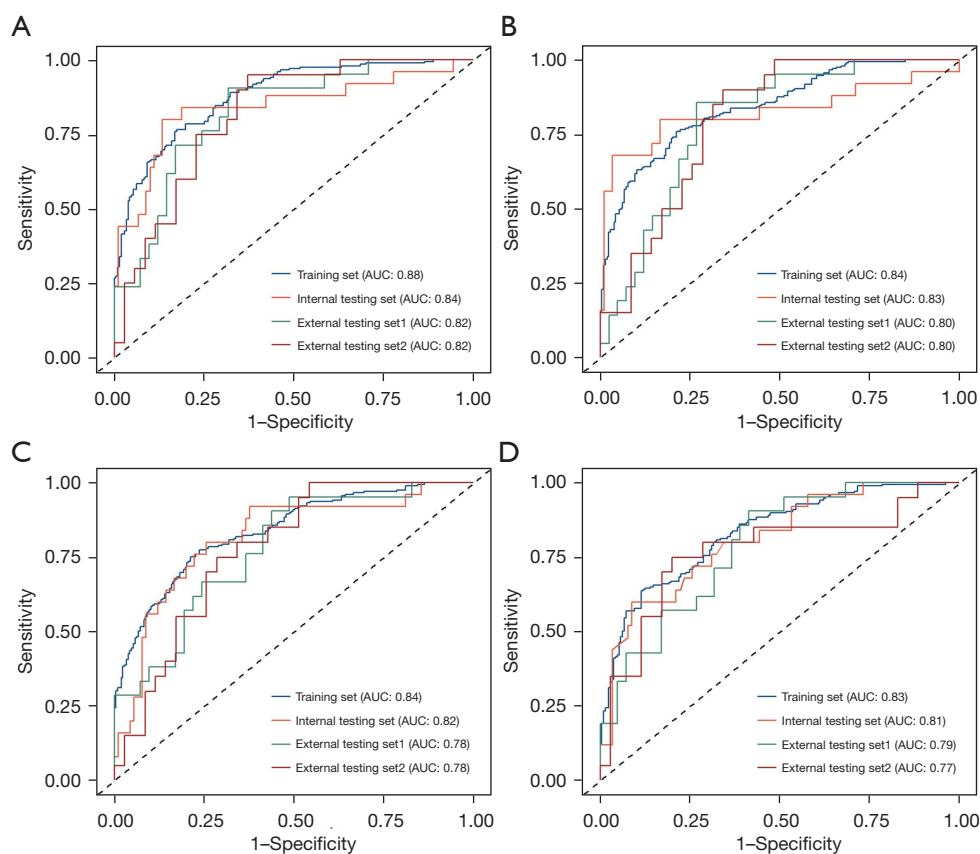 A
1.00
0.75
0.50
0.25
0.00
Sensitivity
Training set (AUC: 0.88)
Internal testing set (AUC: 0.84)
External testing set1 (AUC: 0.82)
External testing set2 (AUC: 0.82)
0.00 0.25 0.50 0.75 1.00
1–Specificity
B
1.00
0.75
0.50
0.25
0.00
Sensitivity
Training set (AUC: 0.84)
Internal testing set (AUC: 0.83)
External testing set1 (AUC: 0.80)
External testing set2 (AUC: 0.80)
0.00 0.25 0.50 0.75 1.00
1–Specificity
C
1.00
0.75
0.50
0.25
0.00
Sensitivity
Training set (AUC: 0.84)
Internal testing set (AUC: 0.82)
External testing set1 (AUC: 0.78)
External testing set2 (AUC: 0.78)
0.00 0.25 0.50 0.75 1.00
1–Specificity
D
1.00
0.75
0.50
0.25
0.00
Sensitivity
Training set (AUC: 0.83)
Internal testing set (AUC: 0.81)
External testing set1 (AUC: 0.79)
External testing set2 (AUC: 0.77)
0.00 0.25 0.50 0.75 1.00
1–Specificity